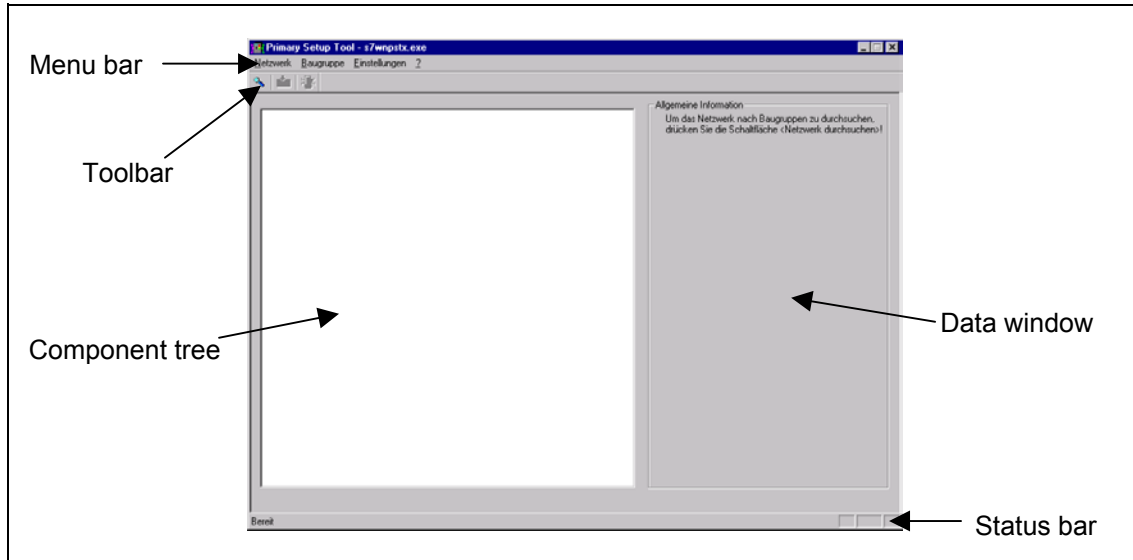 Primary Setup Tool - s7wnpstx.exe
Menu bar
Netzwerk Baugruppe Einstellungen ?
Toolbar
Allgemeine Information
Um das Netzwerk nach Baugruppen zu durchsuchen,
drücken Sie die Schaltfläche <Netzwerk durchsuchen>!
Component tree
Data window
Bereit
Status bar